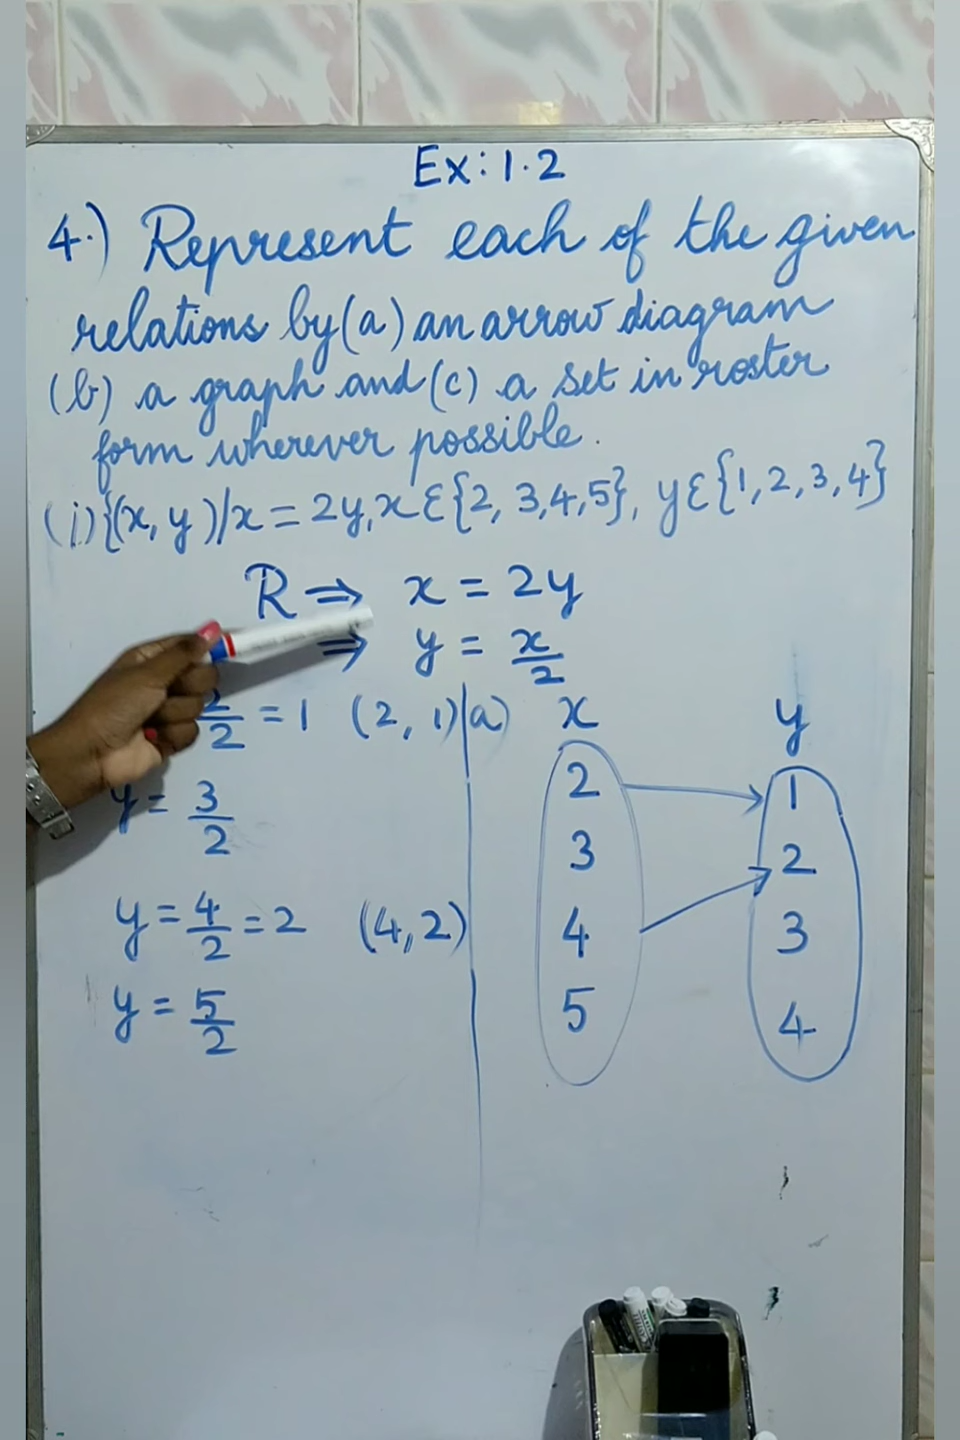 Ex: 1.2
4.) Represent each of the given
relations by (a) an arrow diagram
(b) a graph and (c) a set in roster
form wherever possible.
(i) {(x, y)/x = 2y, x ε {2, 3, 4, 5}, y ε {1, 2, 3, 4}
R ⇒ x = 2y
⇒ y = x/2
2/2 = 1 (2, 1)
y = 3/2
y = 4/2 = 2 (4, 2)
y = 5/2
a) x y
2 1
3 2
4 3
5 4